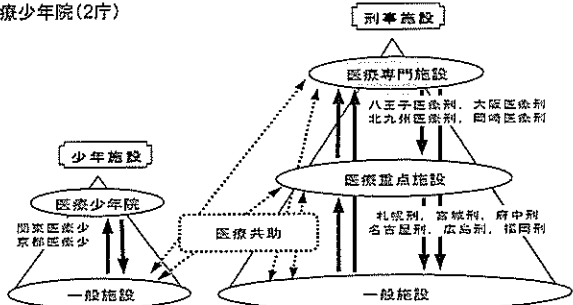 療少年院(2庁)
刑事施設
医療専門施設
八王子医療刑，大阪医療刑
北九州医療刑，岡崎医療刑
少年施設
医療重点施設
医療少年院
関東医療少
京都医療少
医療共助
札幌刑，宮城刑，府中刑
名古屋刑，広島刑，福岡刑
一般施設
一般施設